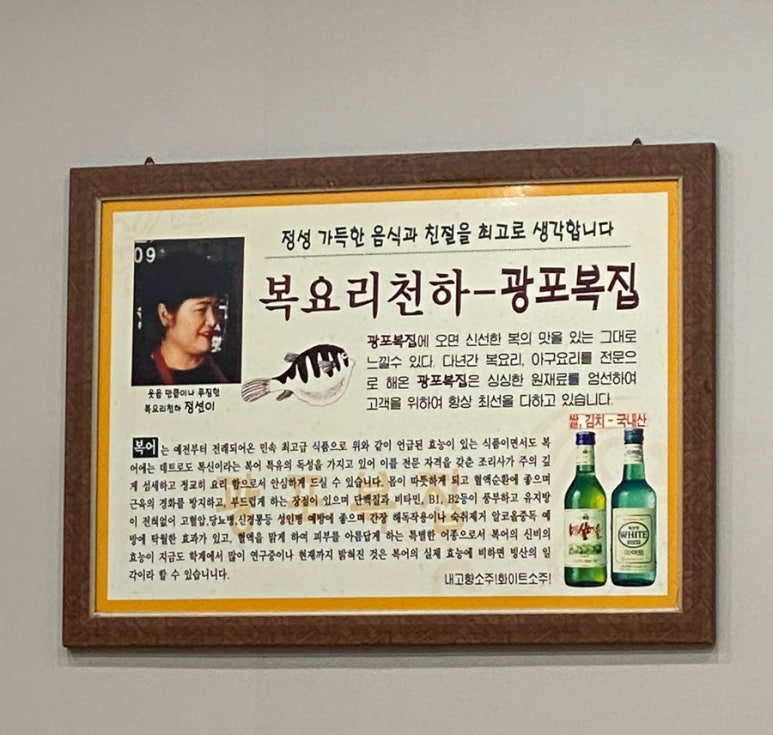 정성 가득한 음식과 친절을 최고로 생각합니다
09
복요리천하-광포복집
광포복집에 오면 신선한 복의 맛을 있는 그대로
느낄수 있다. 다년간 복요리, 아구요리를 전문으
로 해온 광포복집은 싱싱한 원재료를 엄선하여
고객을 위하여 항상 최선을 다하고 있습니다.
웃음 만큼이나 푸짐한
복요리천하 정선이
쌀, 김치 - 국내산
복어는 예전부터 전래되어온 민속 최고급 식품으로 위와 같이 언급된 효능이 있는 식품이면서도 복
어에는 테트로도 톡신이라는 복어 특유의 독성을 가지고 있어 이를 전문 자격을 갖춘 조리사가 주의 깊
게 섬세하고 정교히 요리 함으로서 안심하게 드실 수 있습니다. 몸이 따뜻하게 되고 혈액순환에 좋으며
근육의 경화를 방지하고, 부드럽게 하는 장점이 있으며 단백질과 비타민, B1, B2등이 풍부하고 유지방
이 전혀없어 고혈압,당뇨병,신경통등 성인병 예방에 좋으며 간장 해독작용이나 숙취제거 알코올중독 예
방에 탁월한 효과가 있고, 혈액을 맑게 하여 피부를 아름답게 하는 특별한 어종으로서 복어의 신비의
효능이 지금도 학계에서 많이 연구중이나 현재까지 밝혀진 것은 복어의 실제 효능에 비하면 빙산의 일
각이라 할 수 있습니다.
WHITE
화이트
내고향소주!화이트소주!